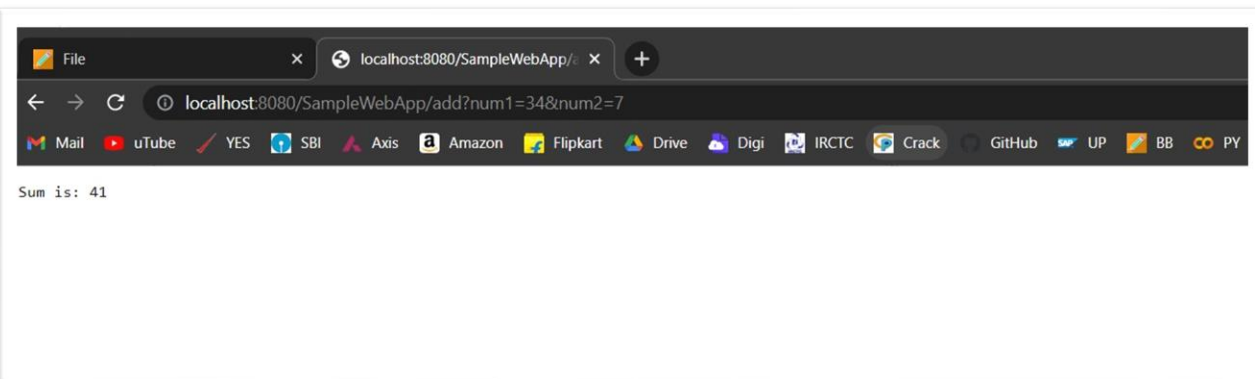 File
localhost:8080/SampleWebApp/a
localhost:8080/SampleWebApp/add?num1=34&num2=7
Mail uTube YES SBI Axis Amazon Flipkart Drive Digi IRCTC Crack GitHub SAP UP BB PY
Sum is: 41